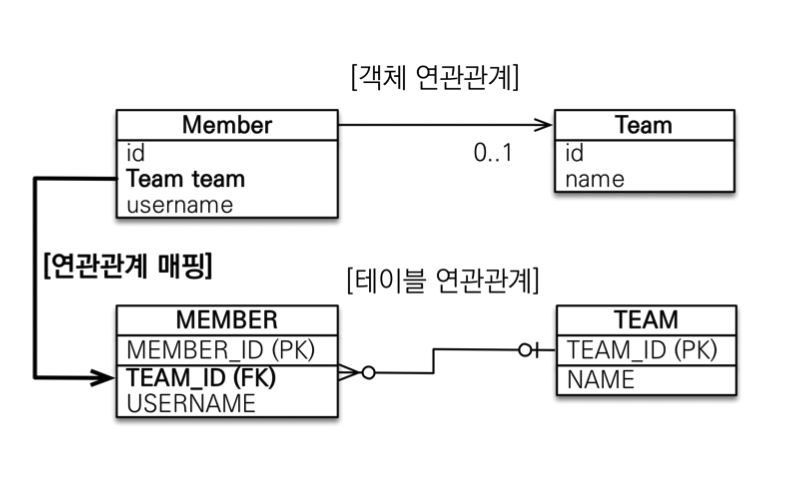 [객체 연관관계]
Member
id
Team team
username
0..1
Team
id
name
[연관관계 매핑]
[테이블 연관관계]
MEMBER
MEMBER_ID (PK)
TEAM_ID (FK)
USERNAME
TEAM
TEAM_ID (PK)
NAME